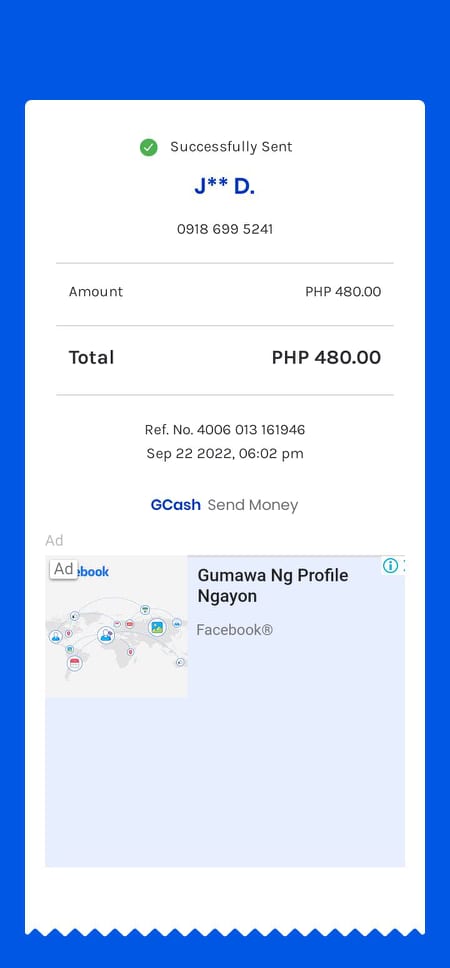 Successfully Sent
J** D.
0918 699 5241
Amount PHP 480.00
Total PHP 480.00
Ref. No. 4006 013 161946
Sep 22 2022, 06:02 pm
GCash Send Money
Ad
Ad ebook
Gumawa Ng Profile
Ngayon
Facebook®